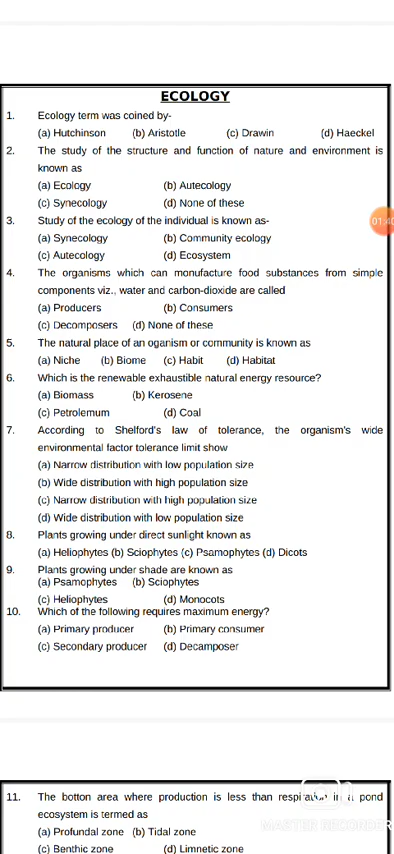 ECOLOGY
1. Ecology term was coined by-
(a) Hutchinson (b) Aristotle (c) Drawin (d) Haeckel
2. The study of the structure and function of nature and environment is
known as
(a) Ecology (b) Autecology
(c) Synecology (d) None of these
3. Study of the ecology of the individual is known as-
(a) Synecology (b) Community ecology
(c) Autecology (d) Ecosystem
4. The organisms which can monufacture food substances from simple
components viz., water and carbon-dioxide are called
(a) Producers (b) Consumers
(c) Decomposers (d) None of these
5. The natural place of an oganism or community is known as
(a) Niche (b) Biome (c) Habit (d) Habitat
6. Which is the renewable exhaustible natural energy resource?
(a) Biomass (b) Kerosene
(c) Petrolemum (d) Coal
7. According to Shelford's law of tolerance, the organism's wide
environmental factor tolerance limit show
(a) Narrow distribution with low population size
(b) Wide distribution with high population size
(c) Narrow distribution with high population size
(d) Wide distribution with low population size
8. Plants growing under direct sunlight known as
(a) Heliophytes (b) Sciophytes (c) Psamophytes (d) Dicots
9. Plants growing under shade are known as
(a) Psamophytes (b) Sciophytes
(c) Heliophytes (d) Monocots
10. Which of the following requires maximum energy?
(a) Primary producer (b) Primary consumer
(c) Secondary producer (d) Decamposer
11. The botton area where production is less than respiration in a pond
ecosystem is termed as
(a) Profundal zone (b) Tidal zone
(c) Benthic zone (d) Limnetic zone